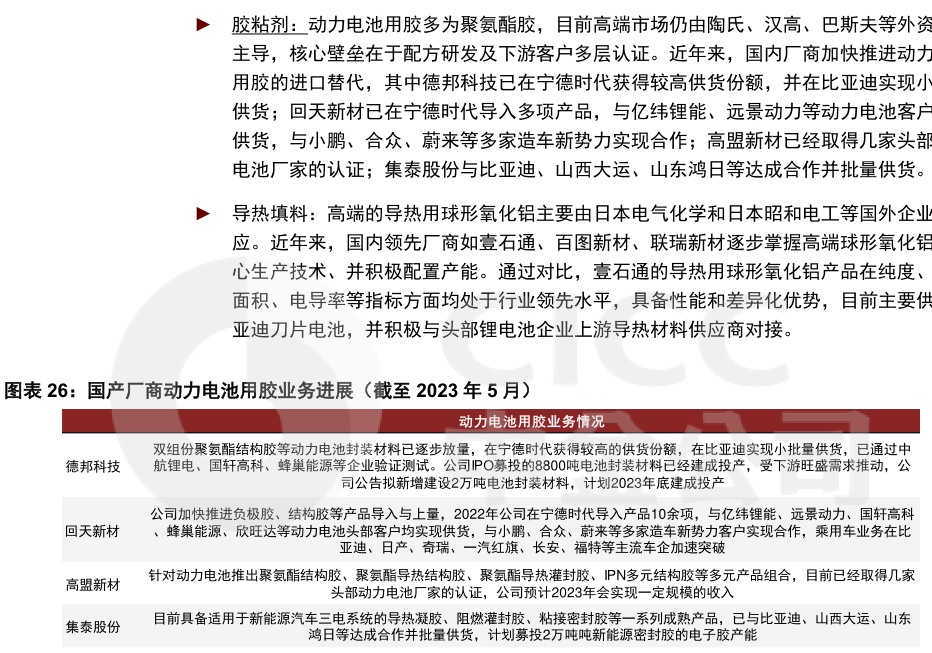 ► 胶粘剂：动力电池用胶多为聚氨酯胶，目前高端市场仍由陶氏、汉高、巴斯夫等外资
主导，核心壁垒在于配方研发及下游客户多层认证。近年来，国内厂商加快推进动力
用胶的进口替代，其中德邦科技已在宁德时代获得较高供货份额，并在比亚迪实现小
供货；回天新材已在宁德时代导入多项产品，与亿纬锂能、远景动力等动力电池客户
供货，与小鹏、合众、蔚来等多家造车新势力实现合作；高盟新材已经取得几家头部
电池厂家的认证；集泰股份与比亚迪、山西大运、山东鸿日等达成合作并批量供货。
► 导热填料：高端的导热用球形氧化铝主要由日本电气化学和日本昭和电工等国外企业
应。近年来，国内领先厂商如壹石通、百图新材、联瑞新材逐步掌握高端球形氧化铝
心生产技术、并积极配置产能。通过对比，壹石通的导热用球形氧化铝产品在纯度、
面积、电导率等指标方面均处于行业领先水平，具备性能和差异化优势，目前主要供
亚迪刀片电池，并积极与头部锂电池企业上游导热材料供应商对接。
图表 26：国产厂商动力电池用胶业务进展（截至 2023 年 5 月）
动力电池用胶业务情况
德邦科技
双组份聚氨酯结构胶等动力电池封装材料已逐步放量，在宁德时代获得较高的供货份额，在比亚迪实现小批量供货，已通过中
航锂电、国轩高科、蜂巢能源等企业验证测试。公司IPO募投的8800吨电池封装材料已经建成投产，受下游旺盛需求推动，公
司公告拟新增建设2万吨电池封装材料，计划2023年底建成投产
回天新材
公司加快推进负极胶、结构胶等产品导入与上量，2022年公司在宁德时代导入产品10余项，与亿纬锂能、远景动力、国轩高科
、蜂巢能源、欣旺达等动力电池头部客户均实现供货，与小鹏、合众、蔚来等多家造车新势力客户实现合作，乘用车业务在比
亚迪、日产、奇瑞、一汽红旗、长安、福特等主流车企加速突破
高盟新材
针对动力电池推出聚氨酯结构胶、聚氨酯导热结构胶、聚氨酯导热灌封胶、IPN多元结构胶等多元产品组合，目前已经取得几家
头部动力电池厂家的认证，公司预计2023年会实现一定规模的收入
集泰股份
目前具备适用于新能源汽车三电系统的导热凝胶、阻燃灌封胶、粘接密封胶等一系列成熟产品，已与比亚迪、山西大运、山东
鸿日等达成合作并批量供货，计划募投2万吨吨新能源密封胶的电子胶产能
CICC
中金公司